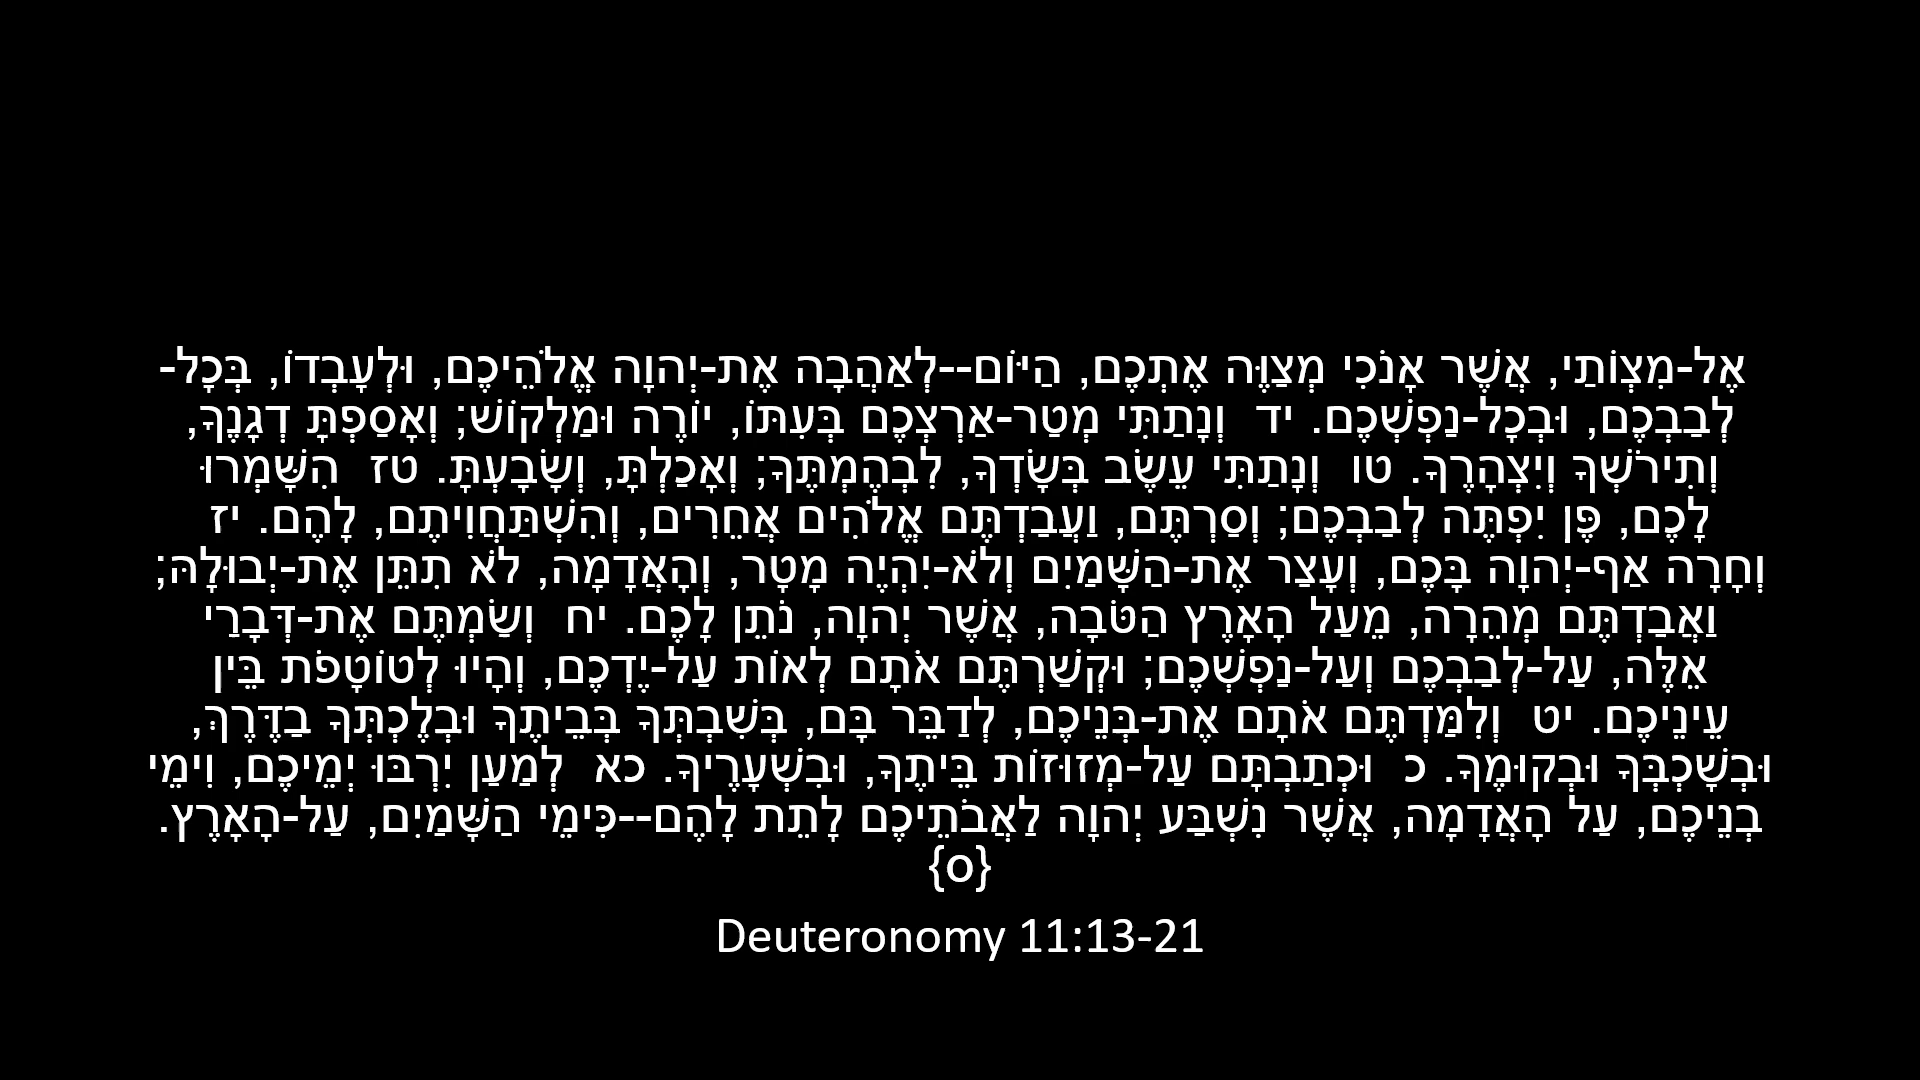 אֶל-מִצְוֺתַי, אֲשֶׁר אָנֹכִי מְצַוֶּה אֶתְכֶם, הַיּוֹם--לְאַהֲבָה אֶת-יְהוָה אֱלֹהֵיכֶם, וּלְעָבְדוֹ, בְּכָל-
לְבַבְכֶם, וּבְכָל-נַפְשְׁכֶם. יד  וְנָתַתִּי מְטַר-אַרְצְכֶם בְּעִתּוֹ, יוֹרֶה וּמַלְקוֹשׁ; וְאָסַפְתָּ דְגָנֶךָ,
וְתִירֹשְׁךָ וְיִצְהָרֶךָ. טו  וְנָתַתִּי עֵשֶׂב בְּשָׂדְךָ, לִבְהֶמְתֶּךָ; וְאָכַלְתָּ, וְשָׂבָעְתָּ. טז  הִשָּׁמְרוּ
לָכֶם, פֶּן יִפְתֶּה לְבַבְכֶם; וְסַרְתֶּם, וַעֲבַדְתֶּם אֱלֹהִים אֲחֵרִים, וְהִשְׁתַּחֲוִיתֶם, לָהֶם. יז
וְחָרָה אַף-יְהוָה בָּכֶם, וְעָצַר אֶת-הַשָּׁמַיִם וְלֹא-יִהְיֶה מָטָר, וְהָאֲדָמָה, לֹא תִתֵּן אֶת-יְבוּלָהּ;
וַאֲבַדְתֶּם מְהֵרָה, מֵעַל הָאָרֶץ הַטֹּבָה, אֲשֶׁר יְהוָה, נֹתֵן לָכֶם. יח  וְשַׂמְתֶּם אֶת-דְּבָרַי
אֵלֶּה, עַל-לְבַבְכֶם וְעַל-נַפְשְׁכֶם; וּקְשַׁרְתֶּם אֹתָם לְאוֹת עַל-יֶדְכֶם, וְהָיוּ לְטוֹטָפֹת בֵּין
עֵינֵיכֶם. יט  וְלִמַּדְתֶּם אֹתָם אֶת-בְּנֵיכֶם, לְדַבֵּר בָּם, בְּשִׁבְתְּךָ בְּבֵיתֶךָ וּבְלֶכְתְּךָ בַדֶּרֶךְ,
וּבְשָׁכְבְּךָ וּבְקוּמֶךָ. כ  וּכְתַבְתָּם עַל-מְזוּזוֹת בֵּיתֶךָ, וּבִשְׁעָרֶיךָ. כא  לְמַעַן יִרְבּוּ יְמֵיכֶם, וִימֵי
בְנֵיכֶם, עַל הָאֲדָמָה, אֲשֶׁר נִשְׁבַּע יְהוָה לַאֲבֹתֵיכֶם לָתֵת לָהֶם--כִּימֵי הַשָּׁמַיִם, עַל-הָאָרֶץ.
{ס}
Deuteronomy 11:13-21